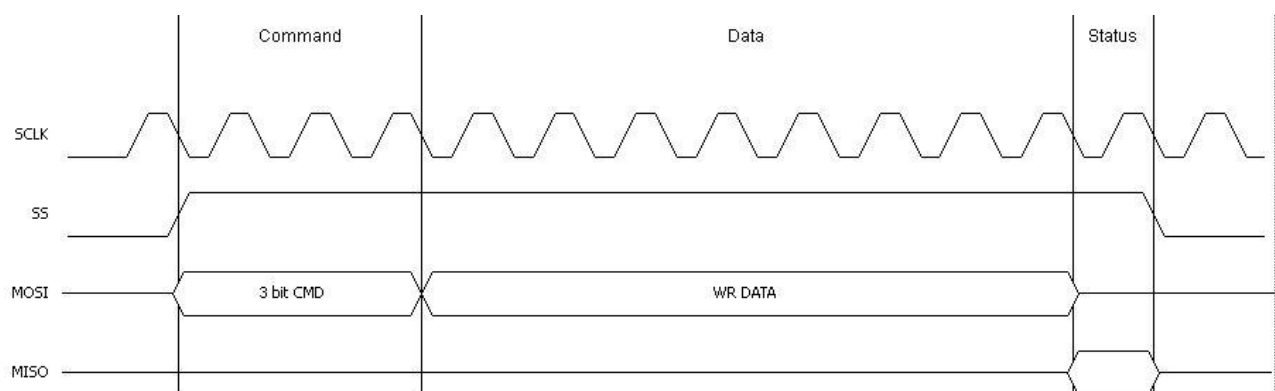 Command Data Status
SCLK
SS
MOSI 3 bit CMD WR DATA
MISO